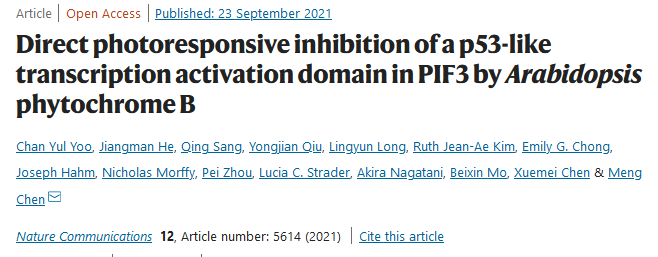 Article | Open Access | Published: 23 September 2021
Direct photoresponsive inhibition of a p53-like
transcription activation domain in PIF3 by Arabidopsis
phytochrome B
Chan Yul Yoo, Jiangman He, Qing Sang, Yongjian Qiu, Lingyun Long, Ruth Jean-Ae Kim, Emily G. Chong,
Joseph Hahm, Nicholas Morffy, Pei Zhou, Lucia C. Strader, Akira Nagatani, Beixin Mo, Xuemei Chen & Meng
Chen
Nature Communications 12, Article number: 5614 (2021) | Cite this article